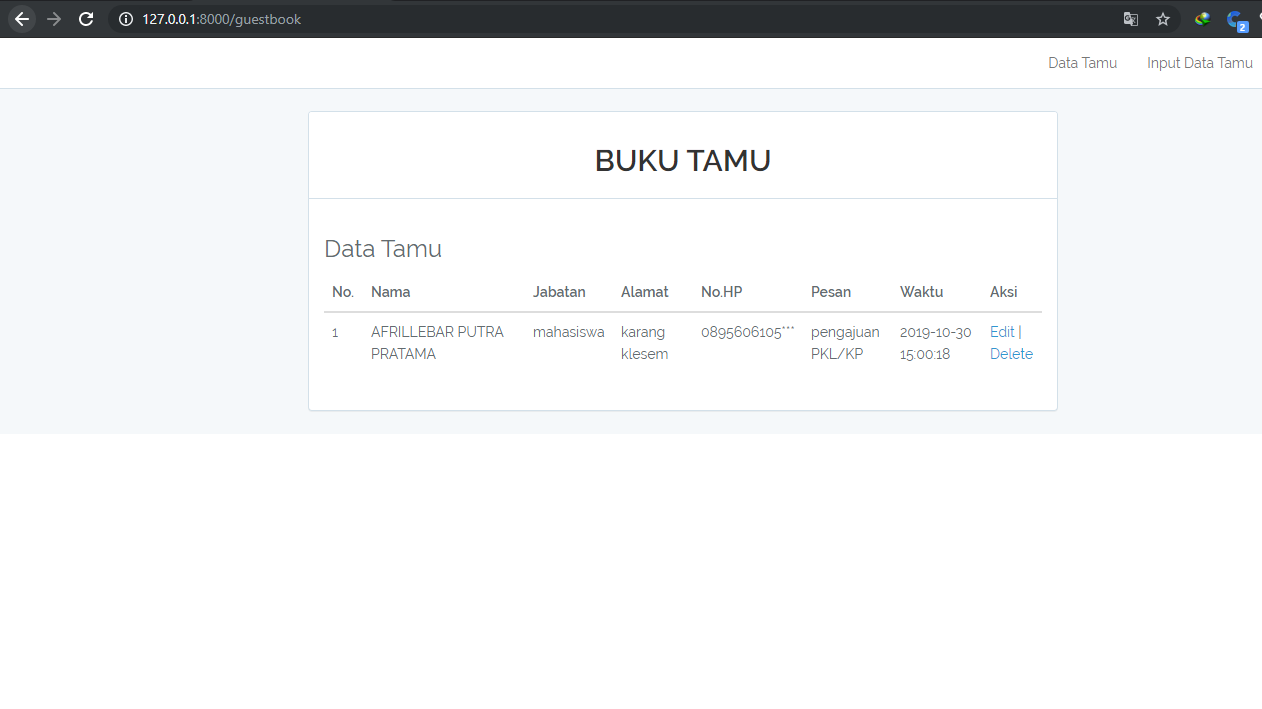 127.0.0.1:8000/guestbook
2
Data Tamu Input Data Tamu
BUKU TAMU
Data Tamu
No. Nama Jabatan Alamat No.HP Pesan Waktu Aksi
1 AFRILLEBAR PUTRA mahasiswa karang 0895606105*** pengajuan 2019-10-30 Edit |
PRATAMA klesem PKL/KP 15:00:18 Delete